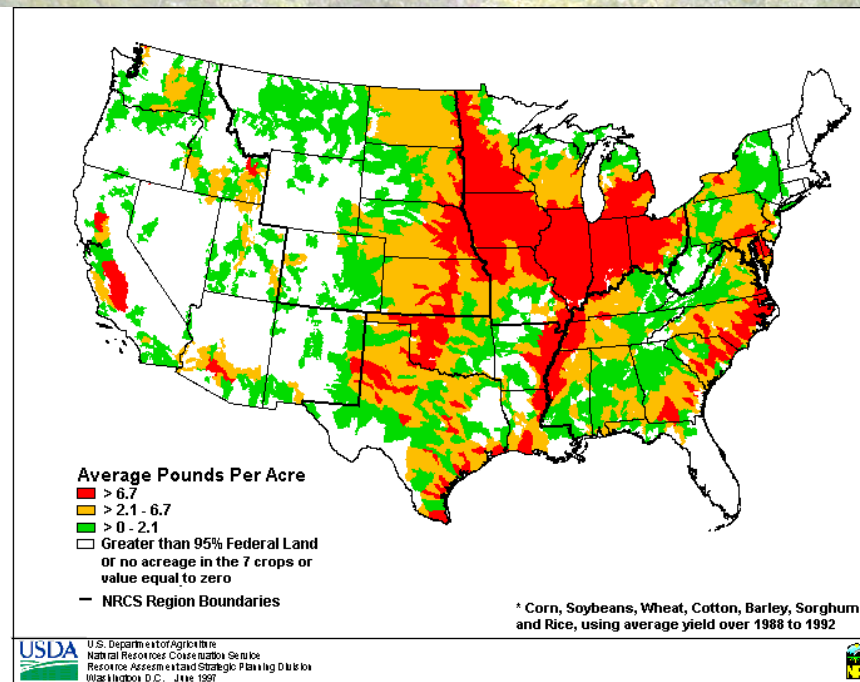 Average Pounds Per Acre
> 6.7
> 2.1 - 6.7
> 0 - 2.1
Greater than 95% Federal Land
or no acreage in the 7 crops or
value equal to zero
NRCS Region Boundaries
* Corn, Soybeans, Wheat, Cotton, Barley, Sorghum
and Rice, using average yield over 1988 to 1992
USDA
U.S. Department of Agriculture
Natural Resources Conservation Service
Resource Assesment and Strategic Planning Division
Washington D.C. June 1997